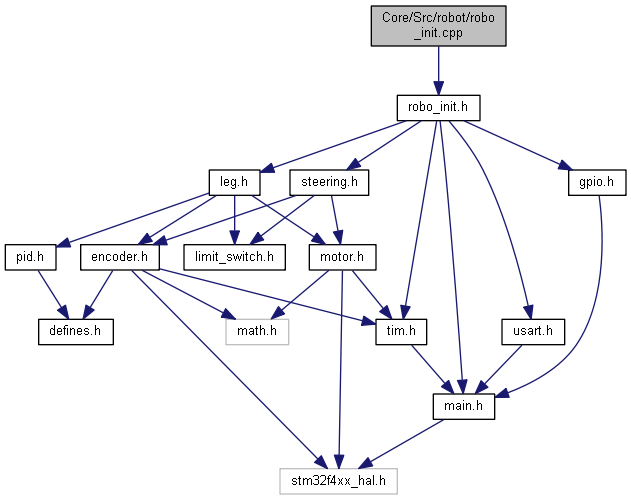 Core/Src/robot/robo
_init.cpp
robo_init.h
leg.h
steering.h
gpio.h
pid.h
encoder.h
limit_switch.h
motor.h
defines.h
math.h
tim.h
usart.h
main.h
stm32f4xx_hal.h